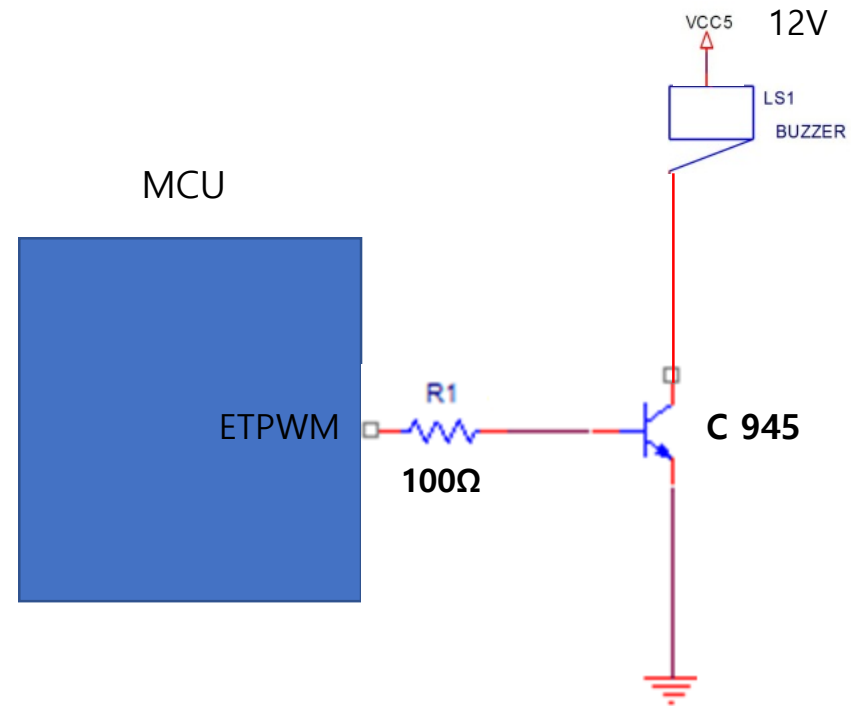 VCC5 12V
LS1
BUZZER
MCU
R1
ETPWM
C 945
100Ω